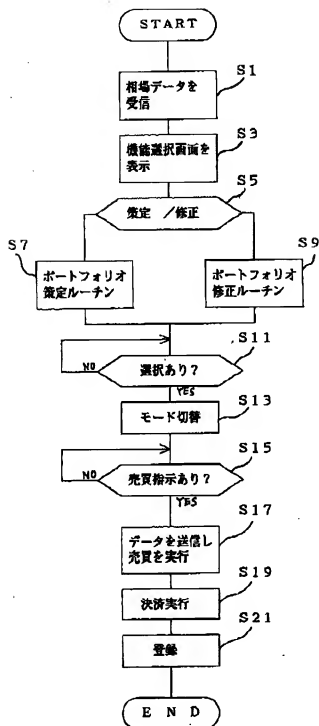 START
S1
相場データを
受信
S3
機能選択画面を
表示
S5
策定 ／修正
S7
S9
ポートフォリオ
策定ルーチン
ポートフォリオ
修正ルーチン
S11
選択あり？
NO
YES
S13
モード切替
S15
売買指示あり？
NO
YES
S17
データを送信し
売買を実行
S19
決済実行
S21
登録
END